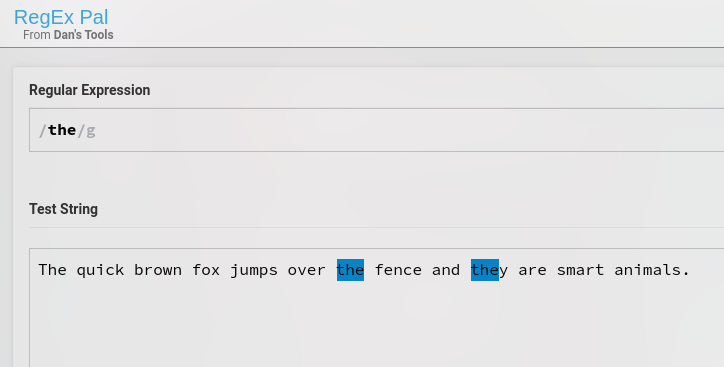 RegEx Pal
From Dan's Tools
Regular Expression
/the/g
Test String
The quick brown fox jumps over the fence and they are smart animals.